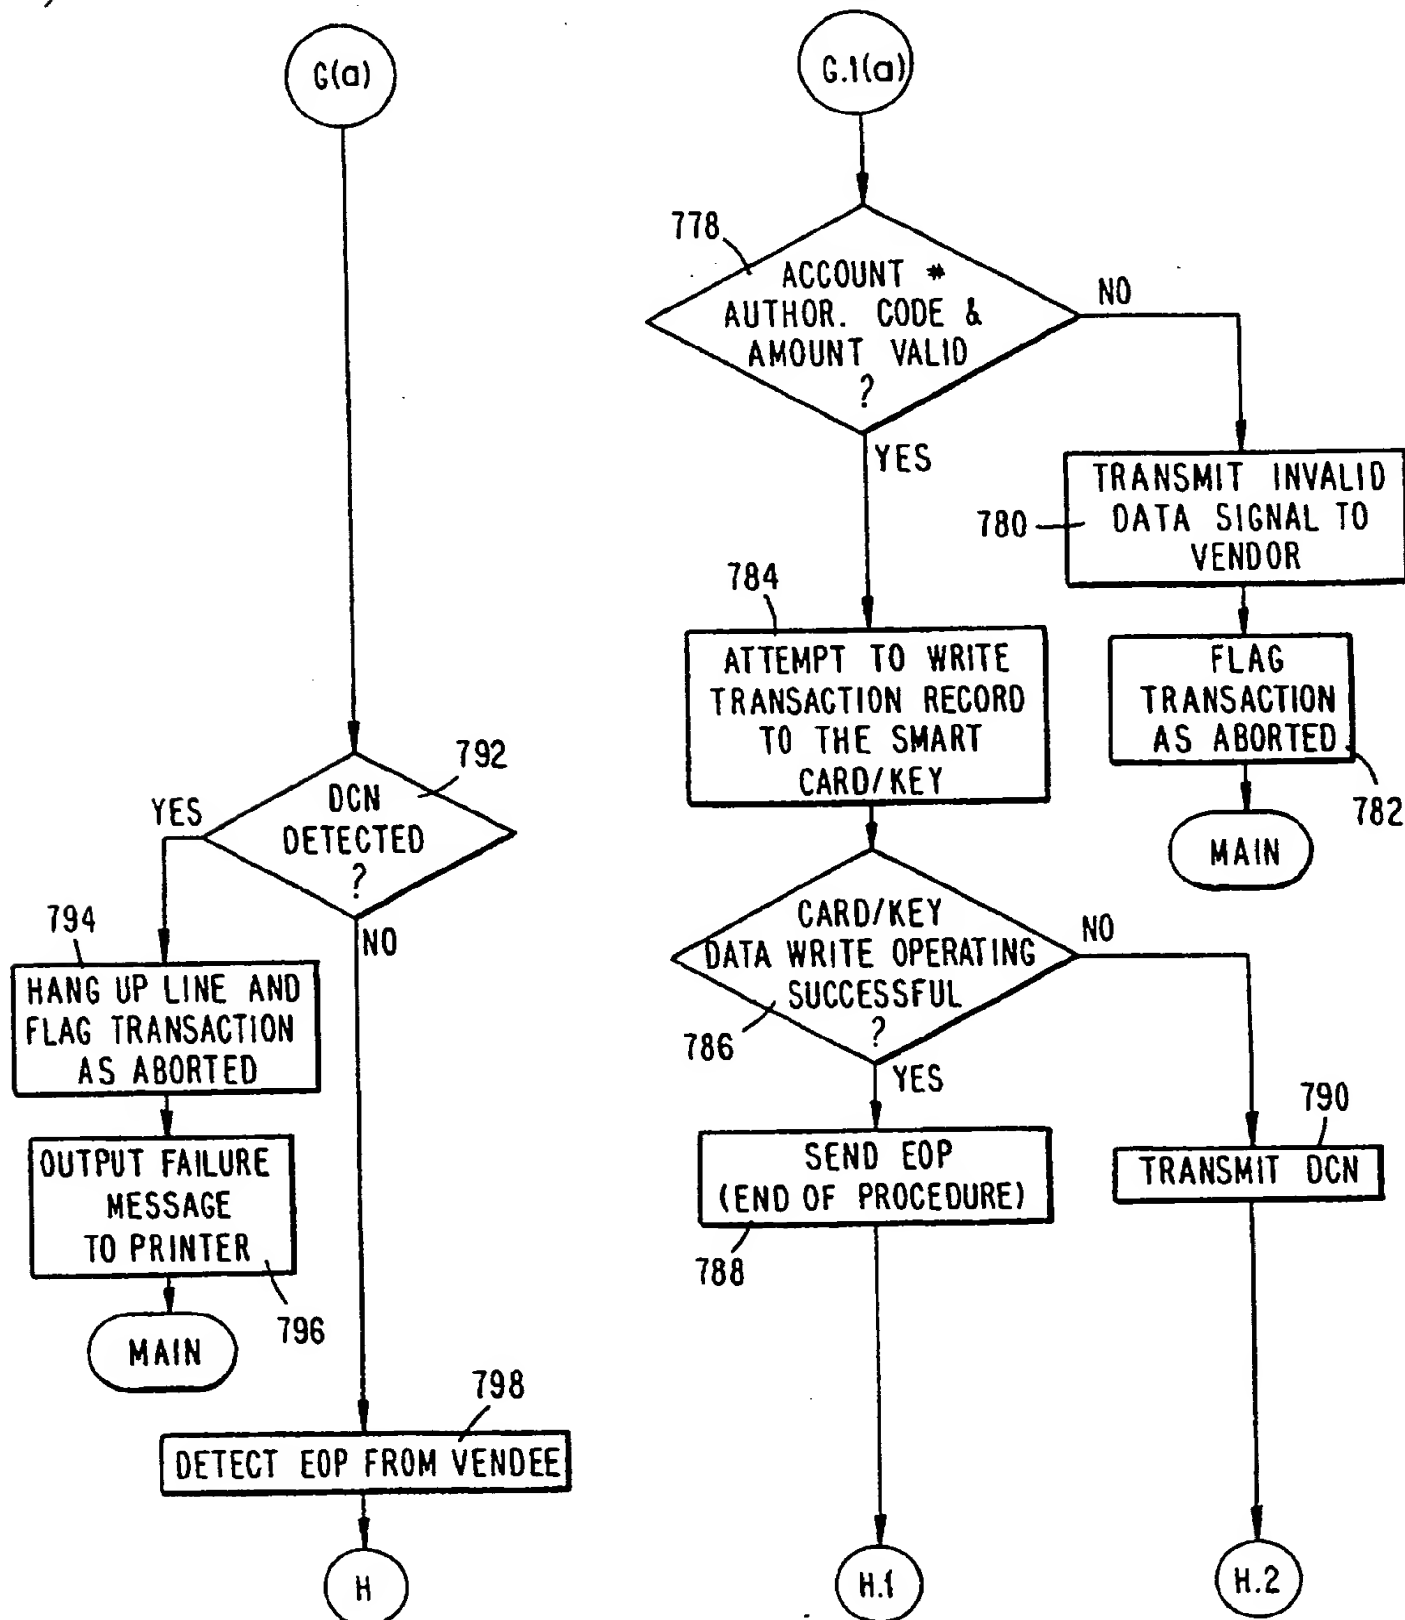 G(a)
792
DCN
DETECTED
?
YES
NO
794
HANG UP LINE AND
FLAG TRANSACTION
AS ABORTED
OUTPUT FAILURE
MESSAGE
TO PRINTER
796
MAIN
798
DETECT EOP FROM VENDEE
H
G.1(a)
778
ACCOUNT #
AUTHOR. CODE &
AMOUNT VALID
?
NO
YES
780
TRANSMIT INVALID
DATA SIGNAL TO
VENDOR
FLAG
TRANSACTION
AS ABORTED
782
MAIN
784
ATTEMPT TO WRITE
TRANSACTION RECORD
TO THE SMART
CARD/KEY
CARD/KEY
DATA WRITE OPERATING
SUCCESSFUL
?
786
NO
YES
SEND EOP
(END OF PROCEDURE)
788
790
TRANSMIT DCN
H.1
H.2